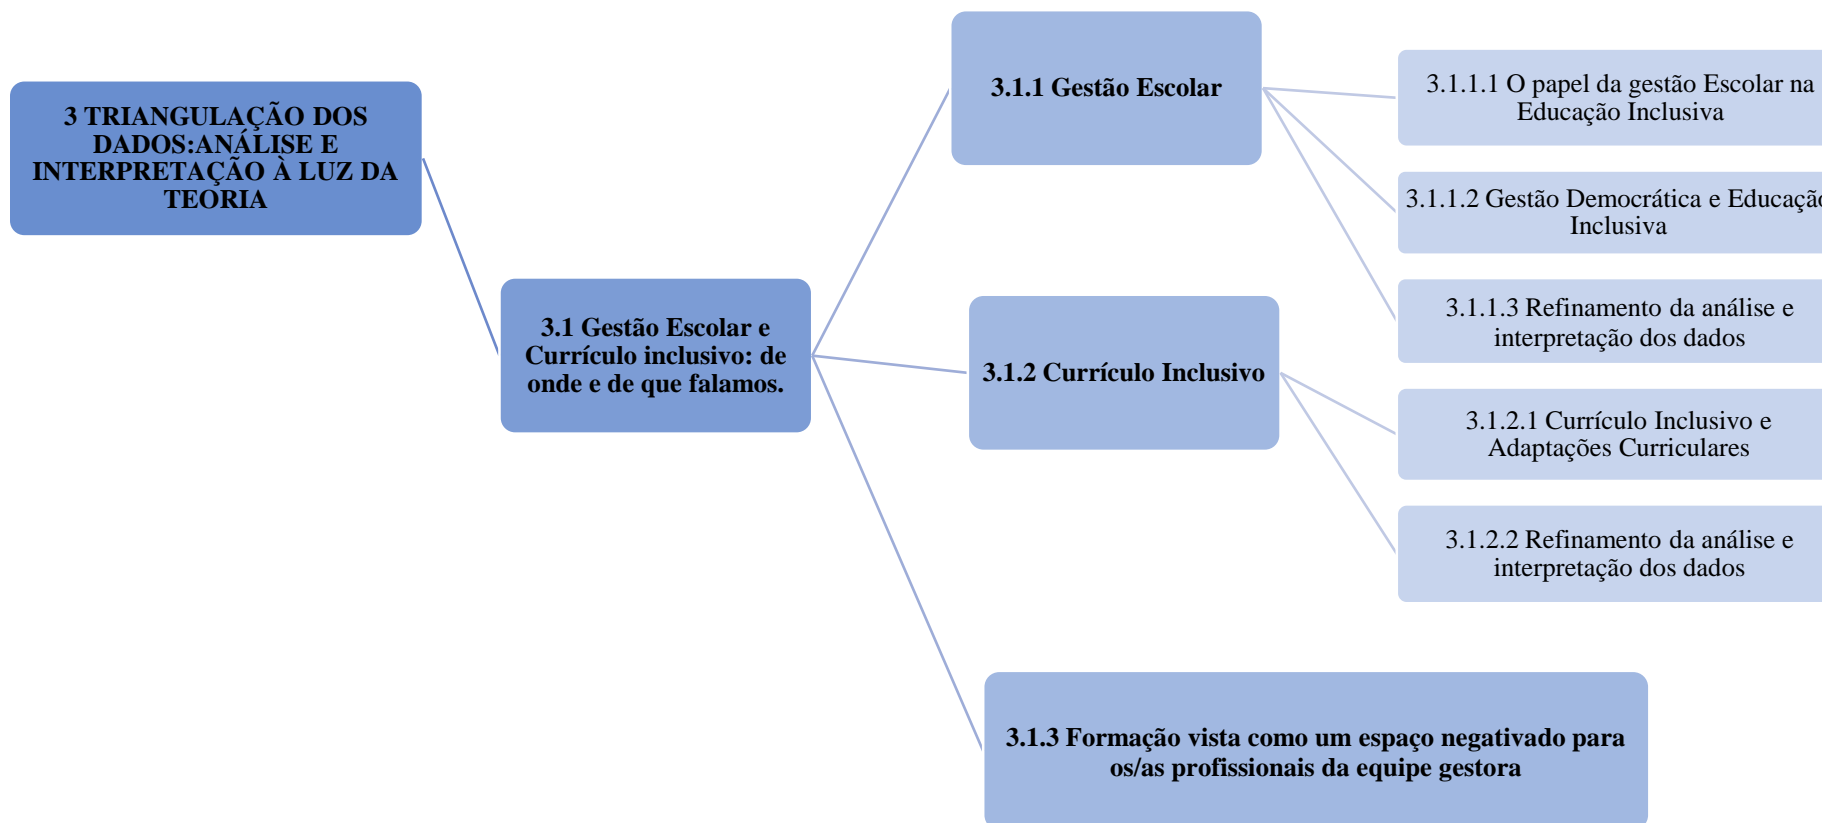 3 TRIANGULAÇÃO DOS
DADOS:ANÁLISE E
INTERPRETAÇÃO À LUZ DA
TEORIA
3.1 Gestão Escolar e
Currículo inclusivo: de
onde e de que falamos.
3.1.1 Gestão Escolar
3.1.1.1 O papel da gestão Escolar na
Educação Inclusiva
3.1.1.2 Gestão Democrática e Educação
Inclusiva
3.1.1.3 Refinamento da análise e
interpretação dos dados
3.1.2 Currículo Inclusivo
3.1.2.1 Currículo Inclusivo e
Adaptações Curriculares
3.1.2.2 Refinamento da análise e
interpretação dos dados
3.1.3 Formação vista como um espaço negativado para
os/as profissionais da equipe gestora